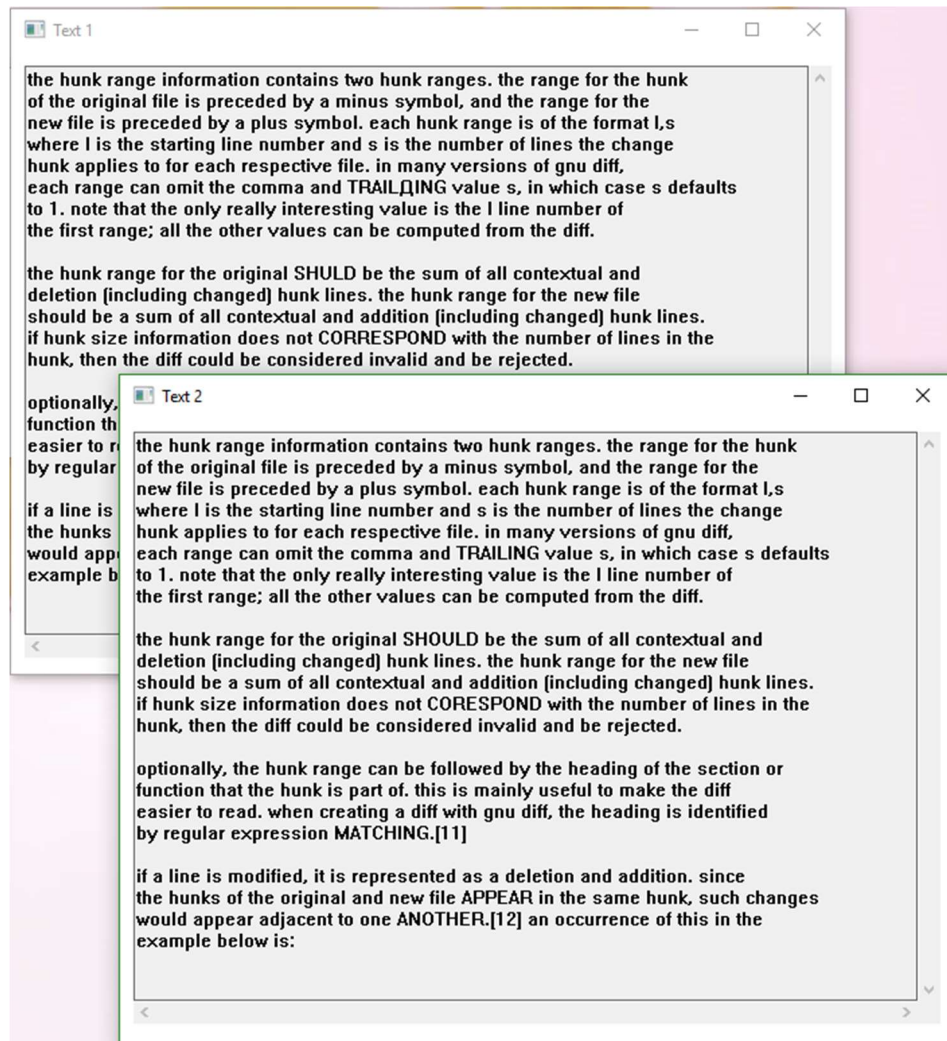 Text 1
the hunk range information contains two hunk ranges. the range for the hunk
of the original file is preceded by a minus symbol, and the range for the
new file is preceded by a plus symbol. each hunk range is of the format l,s
where l is the starting line number and s is the number of lines the change
hunk applies to for each respective file. in many versions of gnu diff,
each range can omit the comma and TRAILДING value s, in which case s defaults
to 1. note that the only really interesting value is the l line number of
the first range; all the other values can be computed from the diff.
the hunk range for the original SHULD be the sum of all contextual and
deletion (including changed) hunk lines. the hunk range for the new file
should be a sum of all contextual and addition (including changed) hunk lines.
if hunk size information does not CORRESPOND with the number of lines in the
hunk, then the diff could be considered invalid and be rejected.
optionally,
function th
easier to r
by regular
if a line is
the hunks
would app
example b
Text 2
the hunk range information contains two hunk ranges. the range for the hunk
of the original file is preceded by a minus symbol, and the range for the
new file is preceded by a plus symbol. each hunk range is of the format l,s
where l is the starting line number and s is the number of lines the change
hunk applies to for each respective file. in many versions of gnu diff,
each range can omit the comma and TRAILING value s, in which case s defaults
to 1. note that the only really interesting value is the l line number of
the first range; all the other values can be computed from the diff.
the hunk range for the original SHOULD be the sum of all contextual and
deletion (including changed) hunk lines. the hunk range for the new file
should be a sum of all contextual and addition (including changed) hunk lines.
if hunk size information does not CORESPOND with the number of lines in the
hunk, then the diff could be considered invalid and be rejected.
optionally, the hunk range can be followed by the heading of the section or
function that the hunk is part of. this is mainly useful to make the diff
easier to read. when creating a diff with gnu diff, the heading is identified
by regular expression MATCHING.[11]
if a line is modified, it is represented as a deletion and addition. since
the hunks of the original and new file APPEAR in the same hunk, such changes
would appear adjacent to one ANOTHER.[12] an occurrence of this in the
example below is: